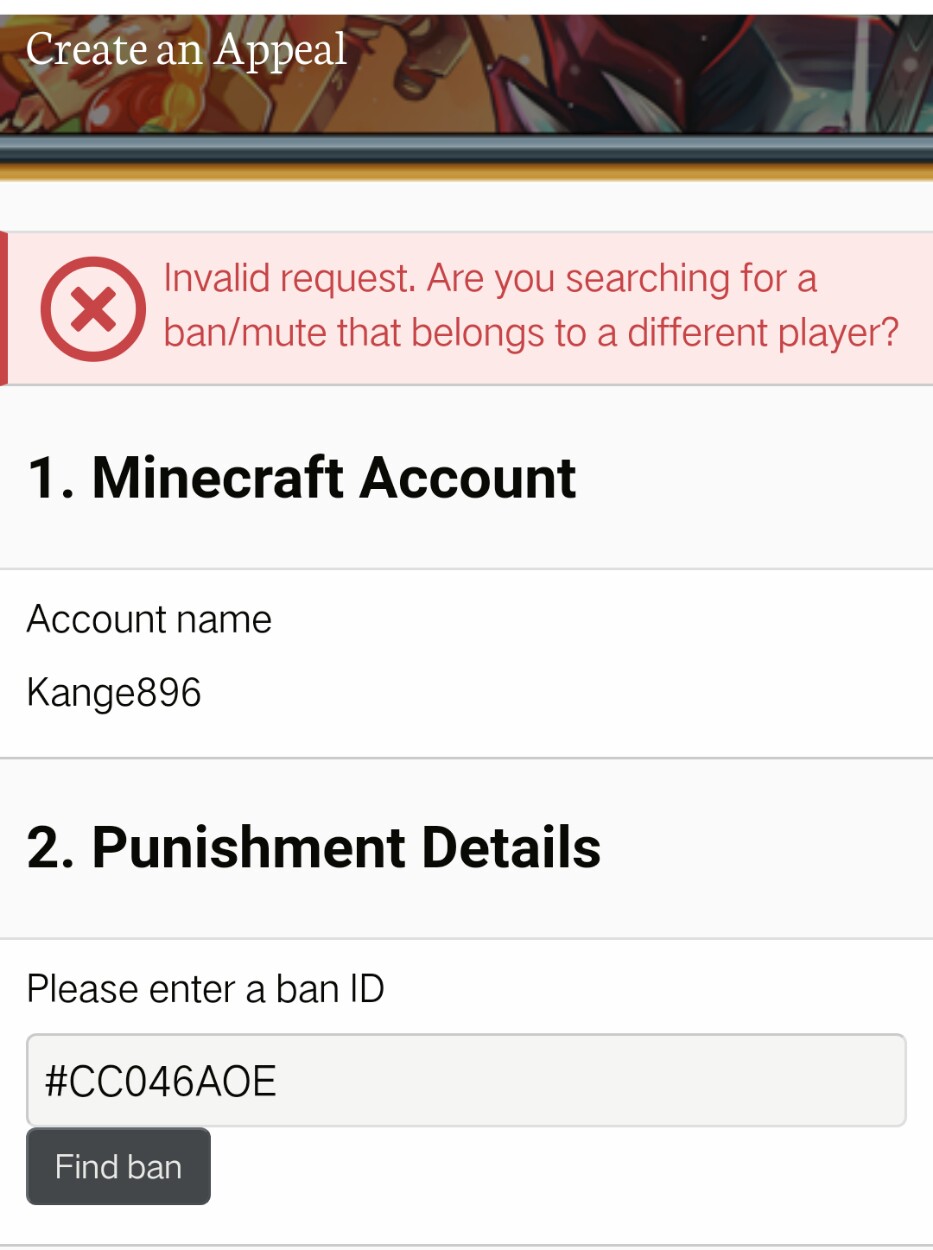 Create an Appeal
Invalid request. Are you searching for a
ban/mute that belongs to a different player?
1. Minecraft Account
Account name
Kange896
2. Punishment Details
Please enter a ban ID
#CC046AOE
Find ban